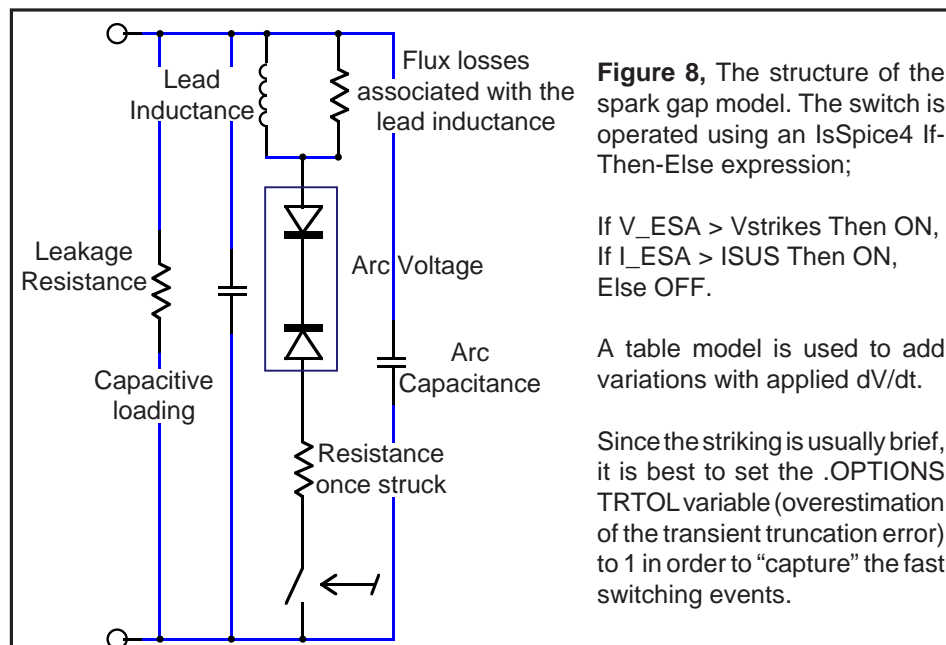 Lead
Inductance
Flux losses
associated with the
lead inductance
Leakage
Resistance
Arc Voltage
Capacitive
loading
Arc
Capacitance
Resistance
once struck
Figure 8, The structure of the
spark gap model. The switch is
operated using an IsSpice4 If-
Then-Else expression;
If V_ESA > Vstrikes Then ON,
If I_ESA > ISUS Then ON,
Else OFF.
A table model is used to add
variations with applied dV/dt.
Since the striking is usually brief,
it is best to set the .OPTIONS
TRTOL variable (overestimation
of the transient truncation error)
to 1 in order to “capture” the fast
switching events.